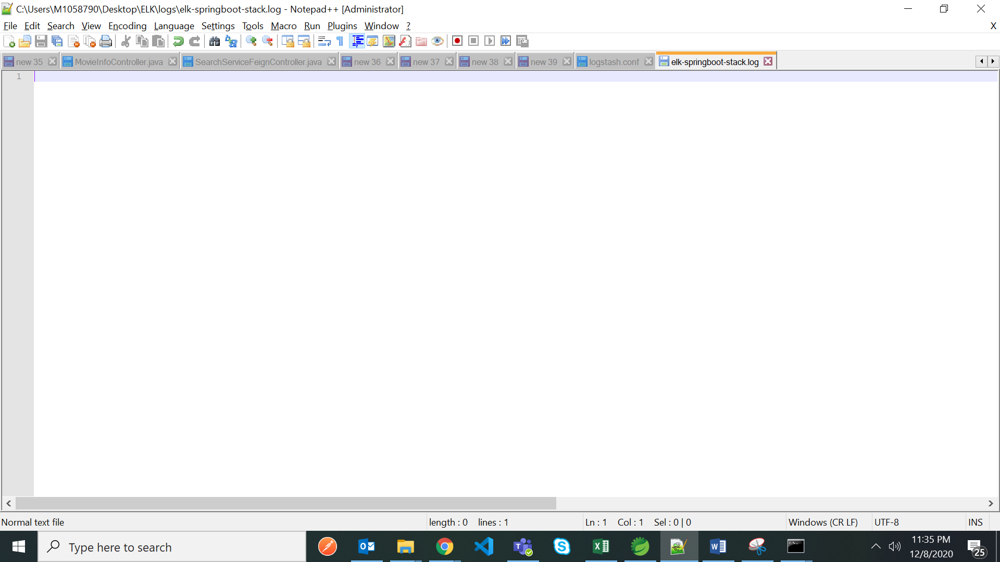 C:\Users\M1058790\Desktop\ELK\logs\elk-springboot-stack.log - Notepad++ [Administrator]
File Edit Search View Encoding Language Settings Tools Macro Run Plugins Window ? X
new 35 MovieInfoController.java SearchServiceFeignController.java new 36 new 37 new 38 new 39 logstash.conf elk-springboot-stack.log
1
Normal text file length : 0 lines : 1 Ln : 1 Col : 1 Sel : 0 | 0 Windows (CR LF) UTF-8 INS
Type here to search
11:35 PM
12/8/2020
25